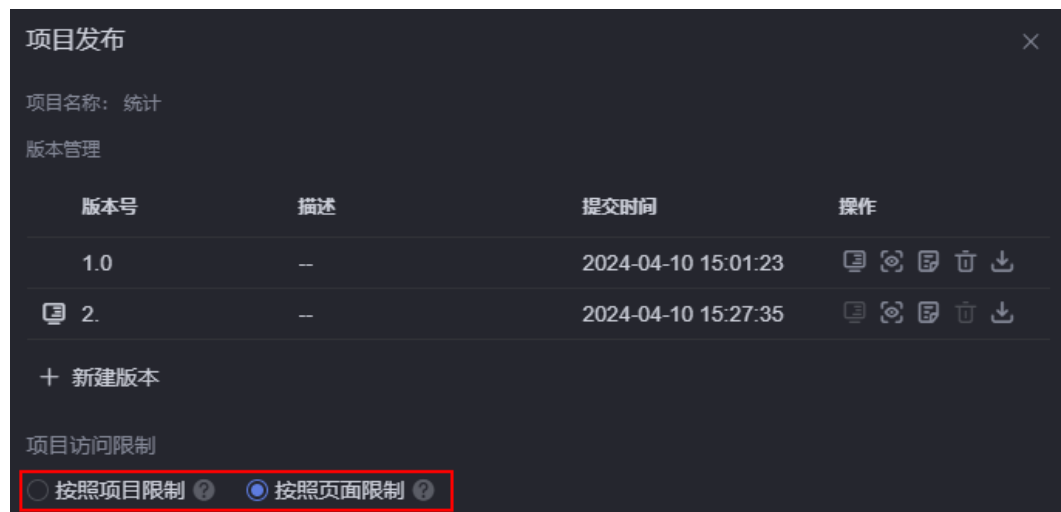 项目发布
项目名称：统计
版本管理
版本号 描述 提交时间 操作
1.0 -- 2024-04-10 15:01:23
2. -- 2024-04-10 15:27:35
＋ 新建版本
项目访问限制
按照项目限制 ? 按照页面限制 ?